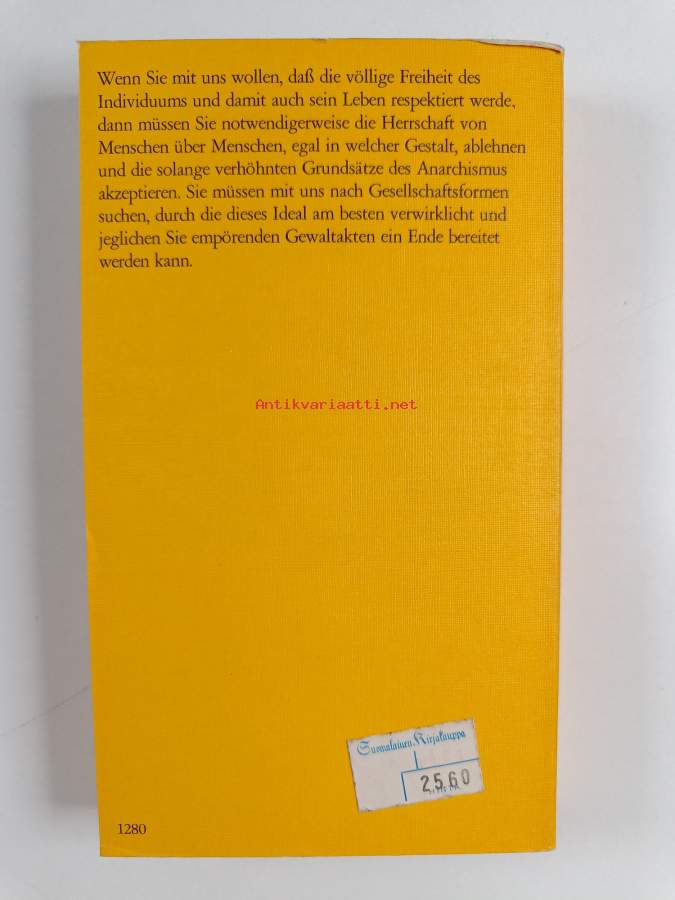 Wenn Sie mit uns wollen, daß die völlige Freiheit des
Individuums und damit auch sein Leben respektiert werde,
dann müssen Sie notwendigerweise die Herrschaft von
Menschen über Menschen, egal in welcher Gestalt, ablehnen
und die solange verhöhnten Grundsätze des Anarchismus
akzeptieren. Sie müssen mit uns nach Gesellschaftsformen
suchen, durch die dieses Ideal am besten verwirklicht und
jeglichen Sie empörenden Gewaltakten ein Ende bereitet
werden kann.
Antikvariaatti.net
Suomalainen Kirjakauppa
2560
1280